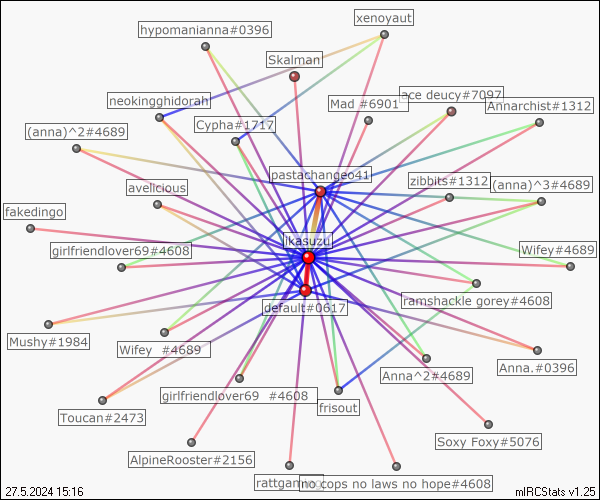 xenoyaut
hypomanianna#0396
Skalman
ace deucy#7097
neokingghidorah
Mad #6901
Annarchist#1312
Cypha#1717
(anna)^2#4689
pastachangeo41
zibbits#1312
avelicious
(anna)^3#4689
fakedingo
ikasuzu
girlfriendlover69#4608
Wifey#4689
ramshackle gorey#4608
default#0617
Mushy#1984
Wifey #4689
Anna.#0396
Anna^2#4689
girlfriendlover69 #4608
frisout
Toucan#2473
Soxy Foxy#5076
AlpineRooster#2156
no cops no laws no hope#4608
27.5.2024 15:16
mIRCStats v1.25